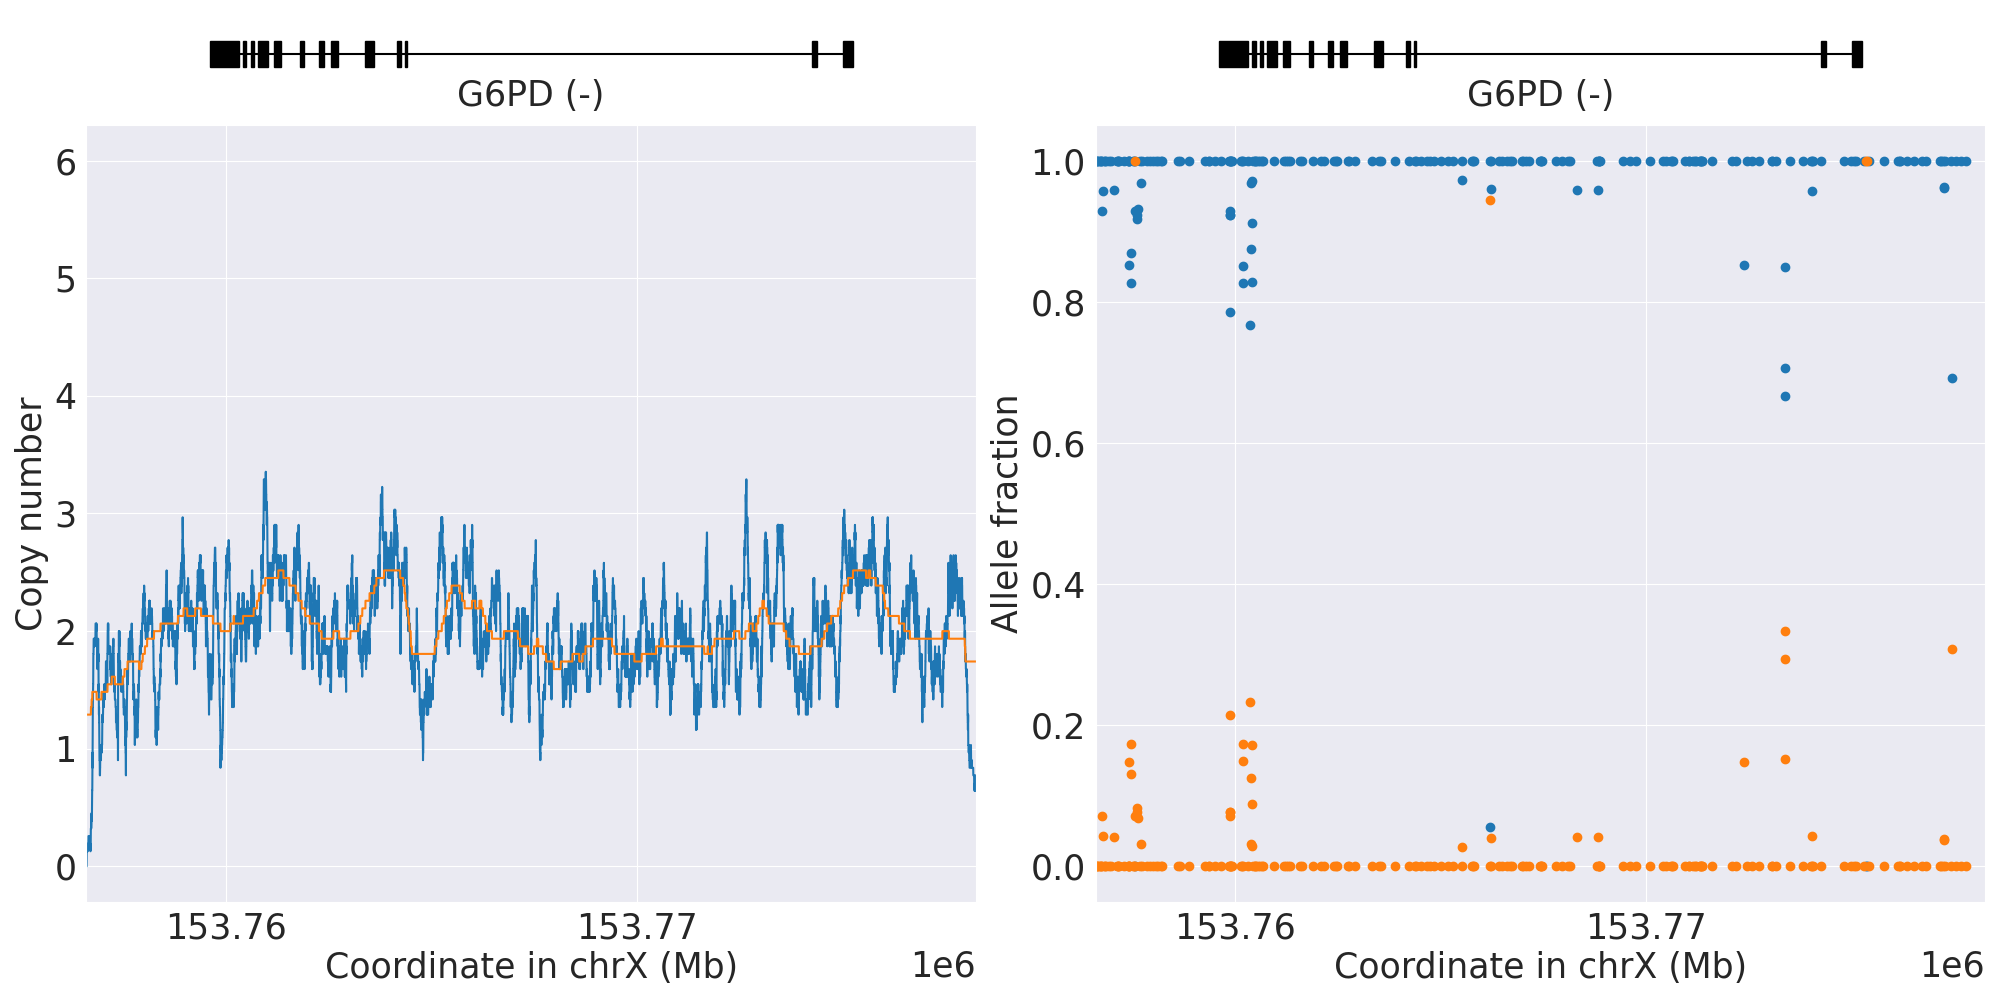 G6PD (-)
6
5
4
3
2
1
0
Copy number
153.76
153.77
Coordinate in chrX (Mb)
1e6
G6PD (-)
1.0
0.8
0.6
0.4
0.2
0.0
Allele fraction
153.76
153.77
Coordinate in chrX (Mb)
1e6